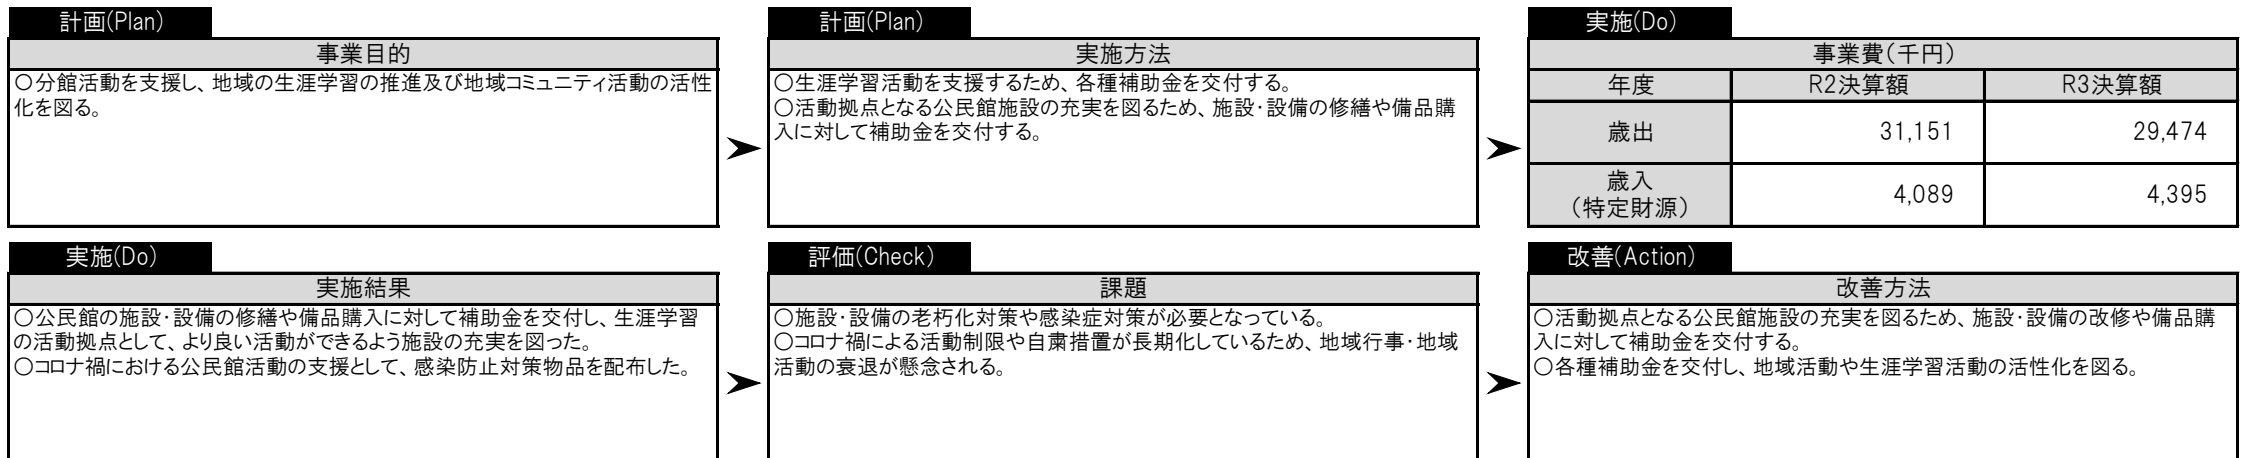 計画(Plan)
事業目的
〇分館活動を支援し、地域の生涯学習の推進及び地域コミュニティ活動の活性
化を図る。
計画(Plan)
実施方法
〇生涯学習活動を支援するため、各種補助金を交付する。
〇活動拠点となる公民館施設の充実を図るため、施設・設備の修繕や備品購
入に対して補助金を交付する。
実施(Do)
事業費(千円)
年度 R2決算額 R3決算額
歳出 31,151 29,474
歳入
(特定財源) 4,089 4,395
実施(Do)
実施結果
〇公民館の施設・設備の修繕や備品購入に対して補助金を交付し、生涯学習
の活動拠点として、より良い活動ができるよう施設の充実を図った。
〇コロナ禍における公民館活動の支援として、感染防止対策物品を配布した。
評価(Check)
課題
〇施設・設備の老朽化対策や感染症対策が必要となっている。
〇コロナ禍による活動制限や自粛措置が長期化しているため、地域行事・地域
活動の衰退が懸念される。
改善(Action)
改善方法
〇活動拠点となる公民館施設の充実を図るため、施設・設備の改修や備品購
入に対して補助金を交付する。
〇各種補助金を交付し、地域活動や生涯学習活動の活性化を図る。